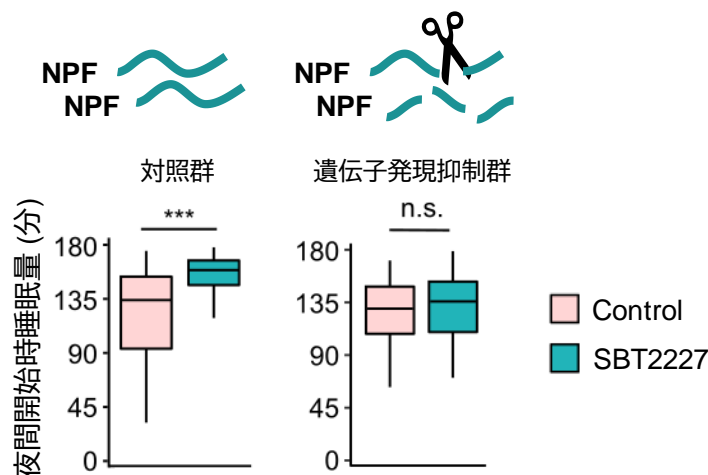 NPF
NPF
NPF
NPF
対照群
遺伝子発現抑制群
***
n.s.
夜間開始時睡眠量 (分)
180
135
90
45
0
180
135
90
45
0
Control
SBT2227